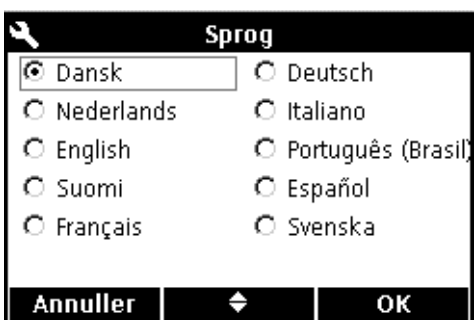 Sprog
Dansk
Nederlands
English
Suomi
Français
Deutsch
Italiano
Português (Brasil)
Español
Svenska
Annuller
OK